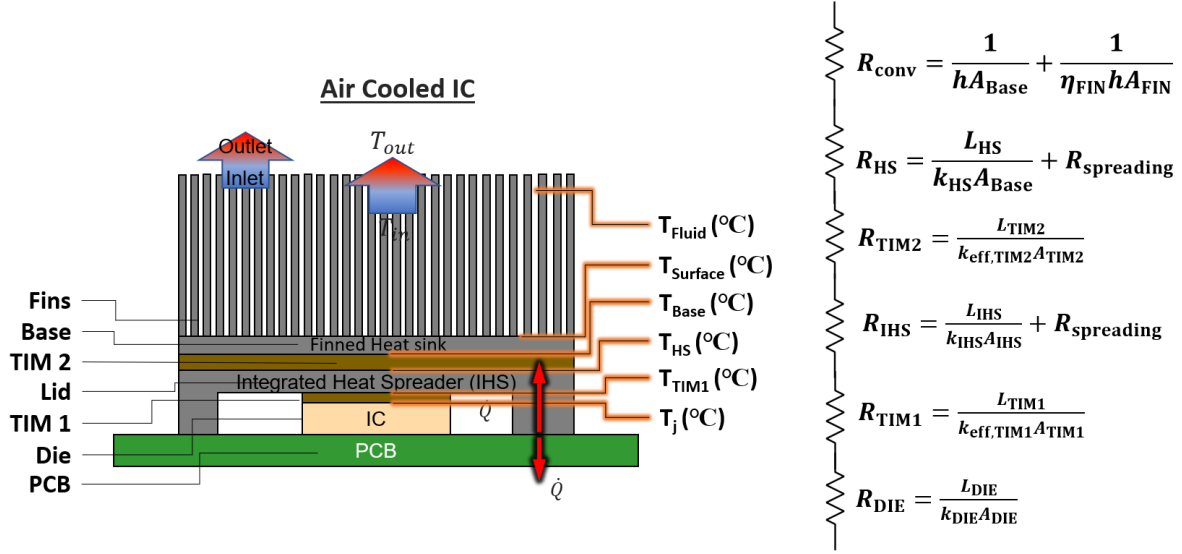 Air Cooled IC
Outlet
Inlet
T_out
T_in
T_Fluid (°C)
T_Surface (°C)
T_Base (°C)
T_HS (°C)
T_TIM1 (°C)
T_j (°C)
Fins
Base
TIM 2
Lid
TIM 1
Die
PCB
Finned Heat sink
Integrated Heat Spreader (IHS)
IC
Q̇
PCB
Q̇
R_conv = 1/(hA_Base) + 1/(η_FIN hA_FIN)
R_HS = L_HS/(k_HS A_Base) + R_spreading
R_TIM2 = L_TIM2/(k_eff,TIM2 A_TIM2)
R_IHS = L_IHS/(k_IHS A_IHS) + R_spreading
R_TIM1 = L_TIM1/(k_eff,TIM1 A_TIM1)
R_DIE = L_DIE/(k_DIE A_DIE)